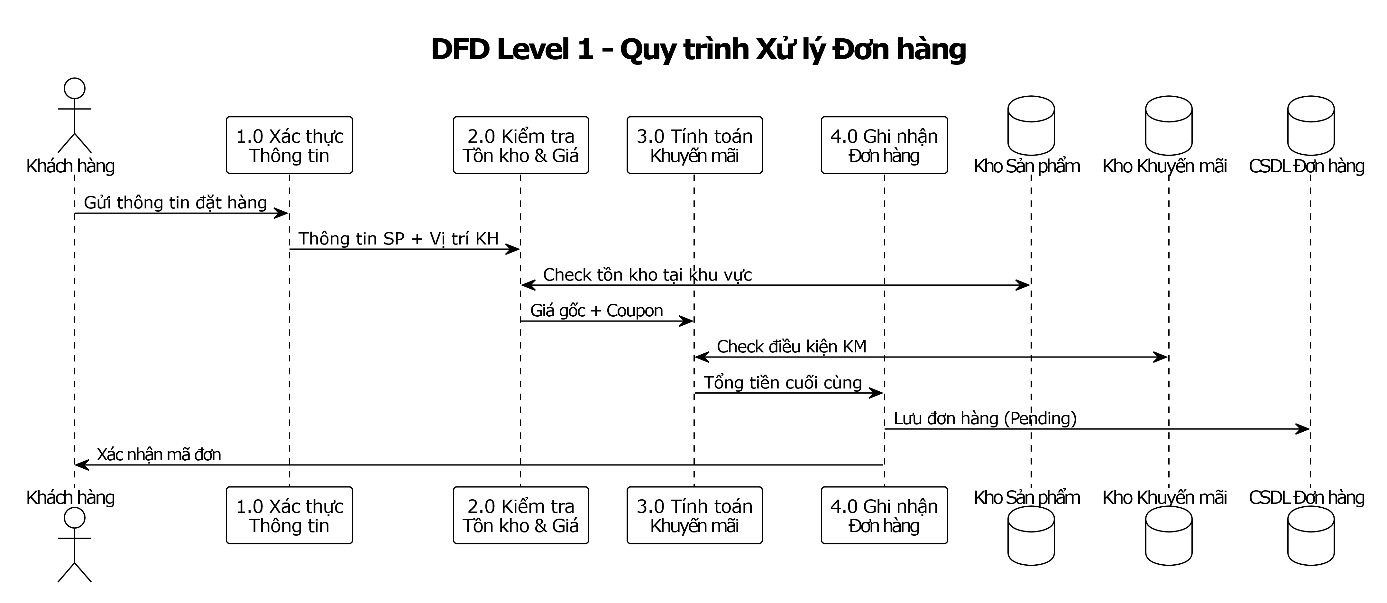 DFD Level 1 - Quy trình Xử lý Đơn hàng
Khách hàng
1.0 Xác thực
Thông tin
2.0 Kiểm tra
Tồn kho & Giá
3.0 Tính toán
Khuyến mãi
4.0 Ghi nhận
Đơn hàng
Kho Sản phẩm
Kho Khuyến mãi
CSDL Đơn hàng
Gửi thông tin đặt hàng
Thông tin SP + Vị trí KH
Check tồn kho tại khu vực
Giá gốc + Coupon
Check điều kiện KM
Tổng tiền cuối cùng
Lưu đơn hàng (Pending)
Xác nhận mã đơn
Khách hàng
1.0 Xác thực
Thông tin
2.0 Kiểm tra
Tồn kho & Giá
3.0 Tính toán
Khuyến mãi
4.0 Ghi nhận
Đơn hàng
Kho Sản phẩm
Kho Khuyến mãi
CSDL Đơn hàng